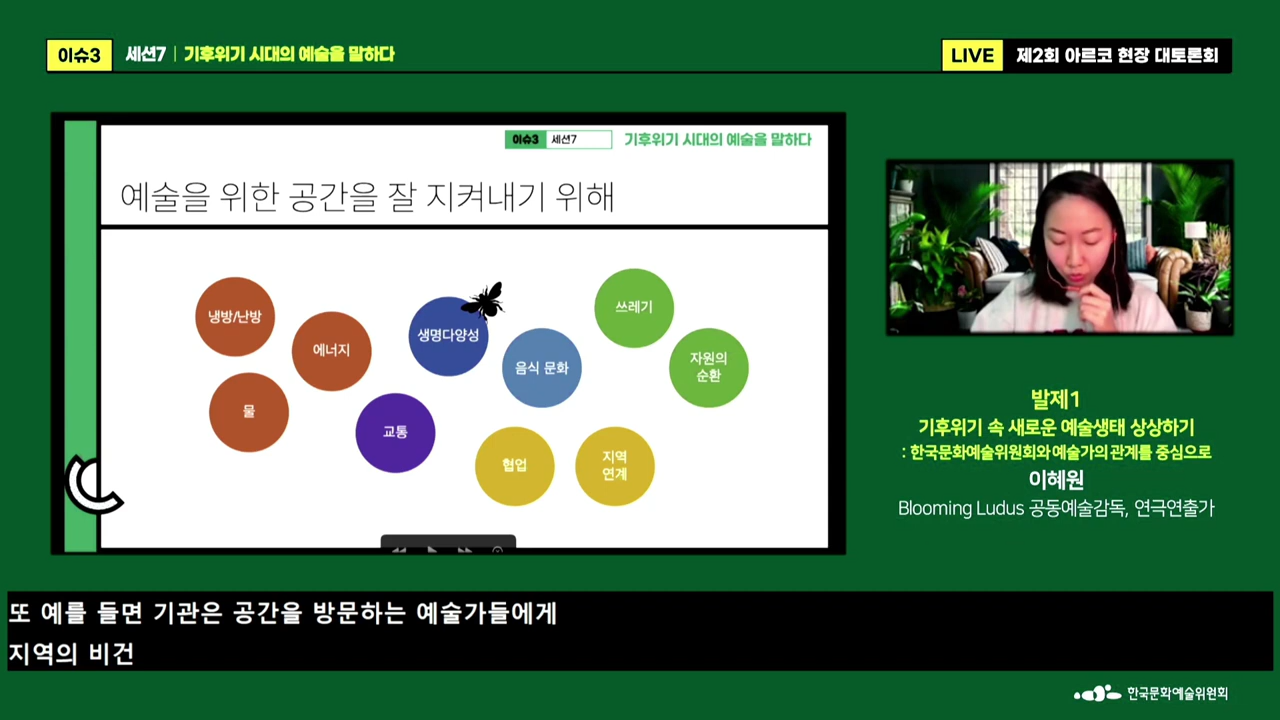 이슈3 세션7 | 기후위기 시대의 예술을 말하다
LIVE 제2회 아르코 현장 대토론회
이슈3 세션7 기후위기 시대의 예술을 말하다
예술을 위한 공간을 잘 지켜내기 위해
냉방/난방
에너지
물
생명다양성
음식 문화
교통
쓰레기
자원의
순환
협업
지역
연계
발제1
기후위기 속 새로운 예술생태 상상하기
: 한국문화예술위원회와 예술가의 관계를 중심으로
이혜원
Blooming Ludus 공동예술감독, 연극연출가
또 예를 들면 기관은 공간을 방문하는 예술가들에게
지역의 비건
한국문화예술위원회